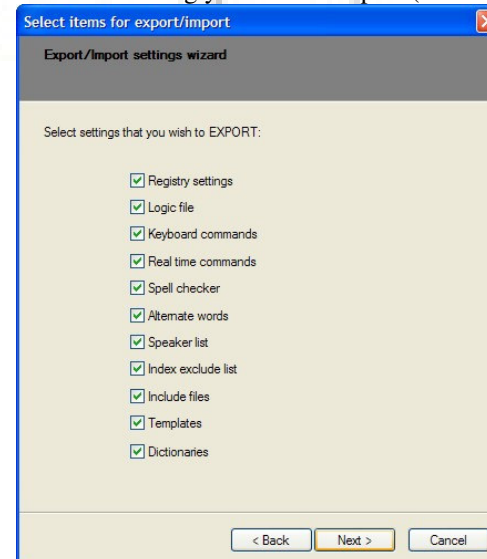 Select items for export/import
Export/Import settings wizard
Select settings that you wish to EXPORT:
Registry settings
Logic file
Keyboard commands
Real time commands
Spell checker
Alternate words
Speaker list
Index exclude list
Include files
Templates
Dictionaries
< Back Next > Cancel